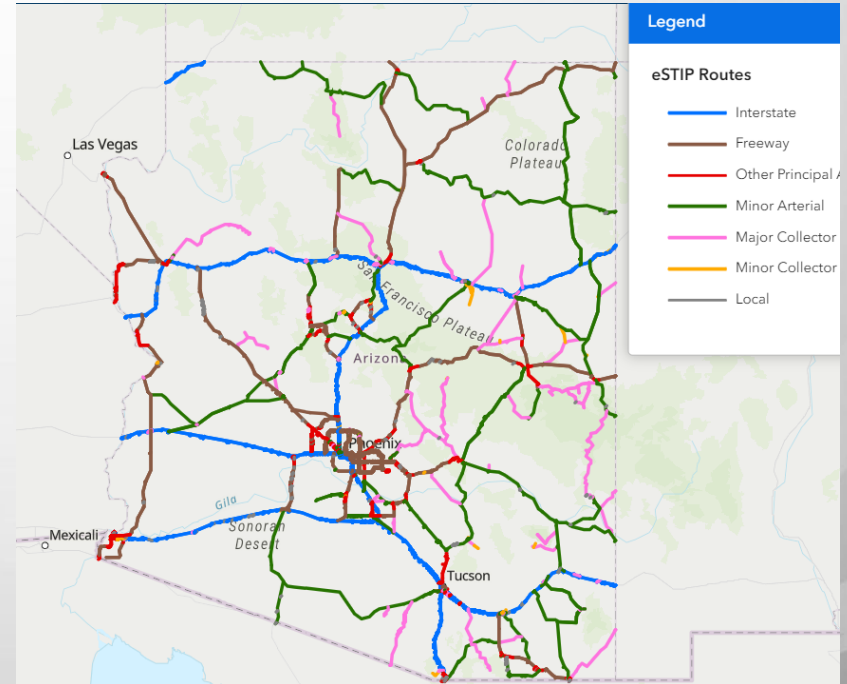 Legend
eSTIP Routes
Interstate
Freeway
Other Principal A
Minor Arterial
Major Collector
Minor Collector
Local
Las Vegas
Colorado
Plateau
San Francisco Plateau
Arizona
Phoenix
Gila
Sonoran
Desert
Mexicali
Tucson